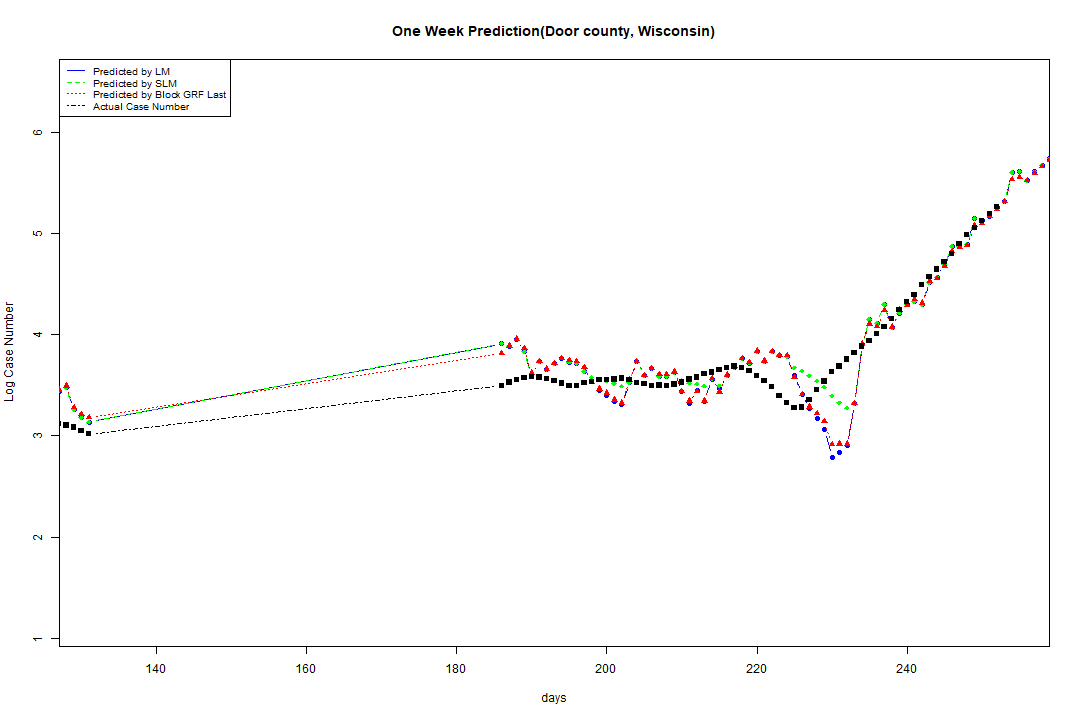 One Week Prediction(Door county, Wisconsin)
Predicted by LM
Predicted by SLM
Predicted by Block GRF Last
Actual Case Number
6
5
4
3
2
1
Log Case Number
140 160 180 200 220 240
days